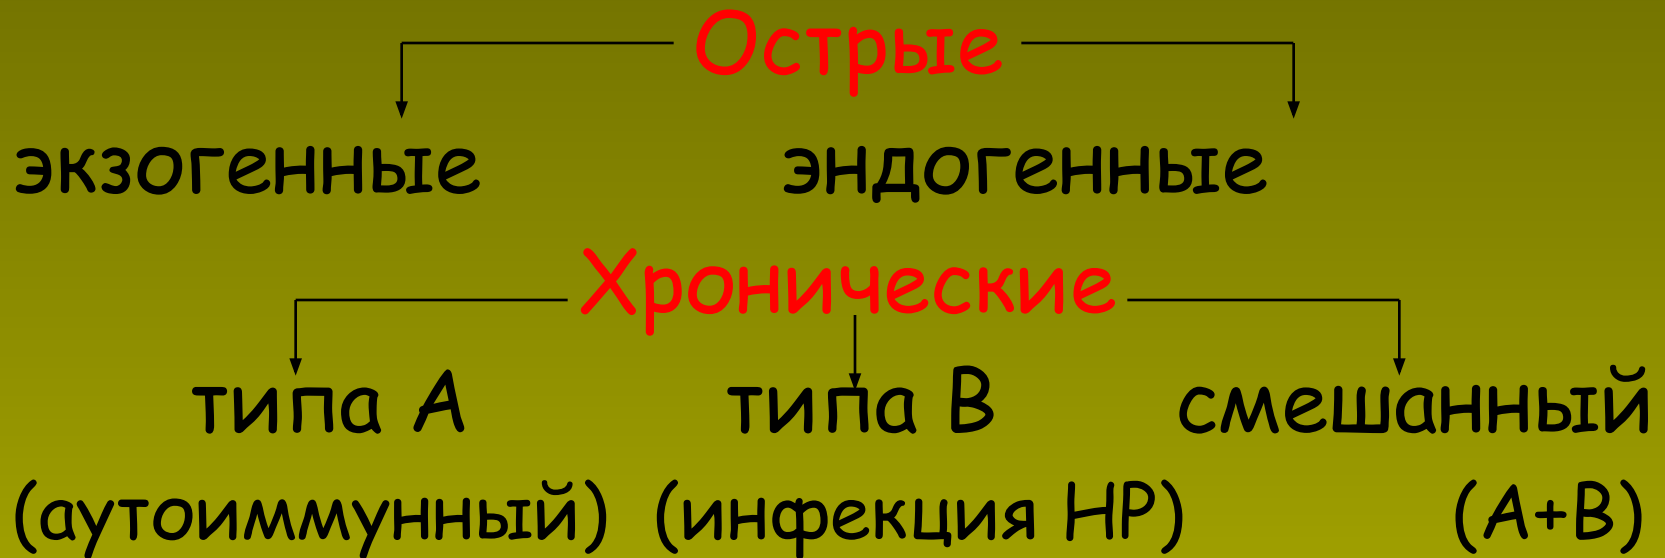 Острые
экзогенные эндогенные
Хронические
типа А типа В смешанный
(аутоиммунный) (инфекция НР) (А+В)